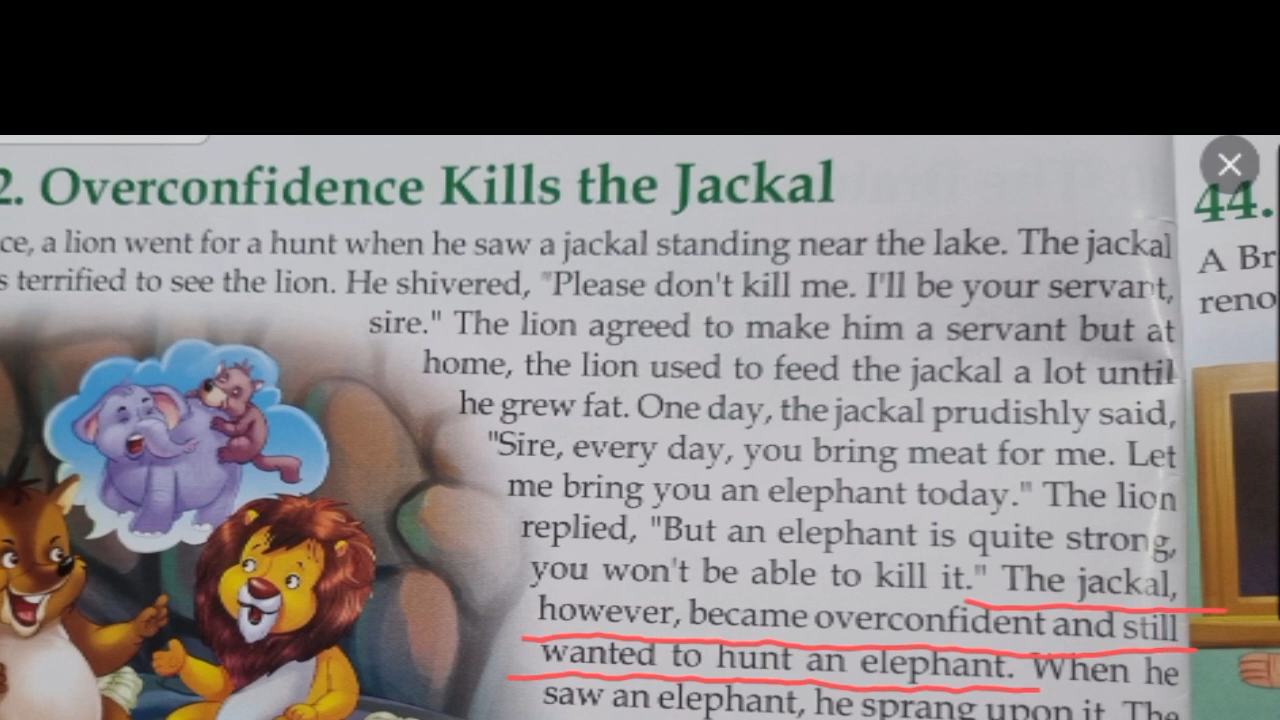 2. Overconfidence Kills the Jackal
ce, a lion went for a hunt when he saw a jackal standing near the lake. The jackal
s terrified to see the lion. He shivered, "Please don't kill me. I'll be your servant,
sire." The lion agreed to make him a servant but at
home, the lion used to feed the jackal a lot until
he grew fat. One day, the jackal prudishly said,
"Sire, every day, you bring meat for me. Let
me bring you an elephant today." The lion
replied, "But an elephant is quite strong,
you won't be able to kill it." The jackal,
however, became overconfident and still
wanted to hunt an elephant. When he
saw an elephant, he sprang upon it. The
44.
A Br
reno